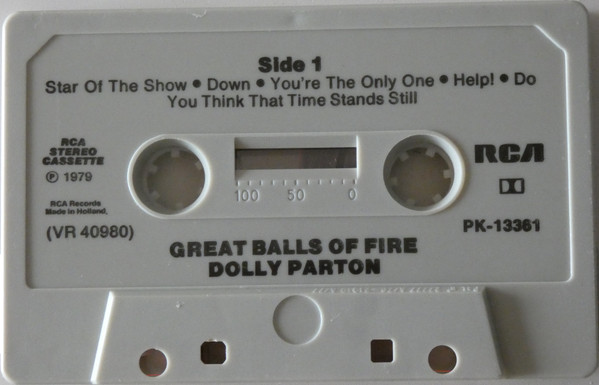 Side 1
Star Of The Show • Down • You're The Only One • Help! • Do
You Think That Time Stands Still
RCA
STEREO
CASSETTE
℗ 1979
RCA Records
Made in Holland.
(VR 40980)
100 50 0
RCA
PK-13361
GREAT BALLS OF FIRE
DOLLY PARTON